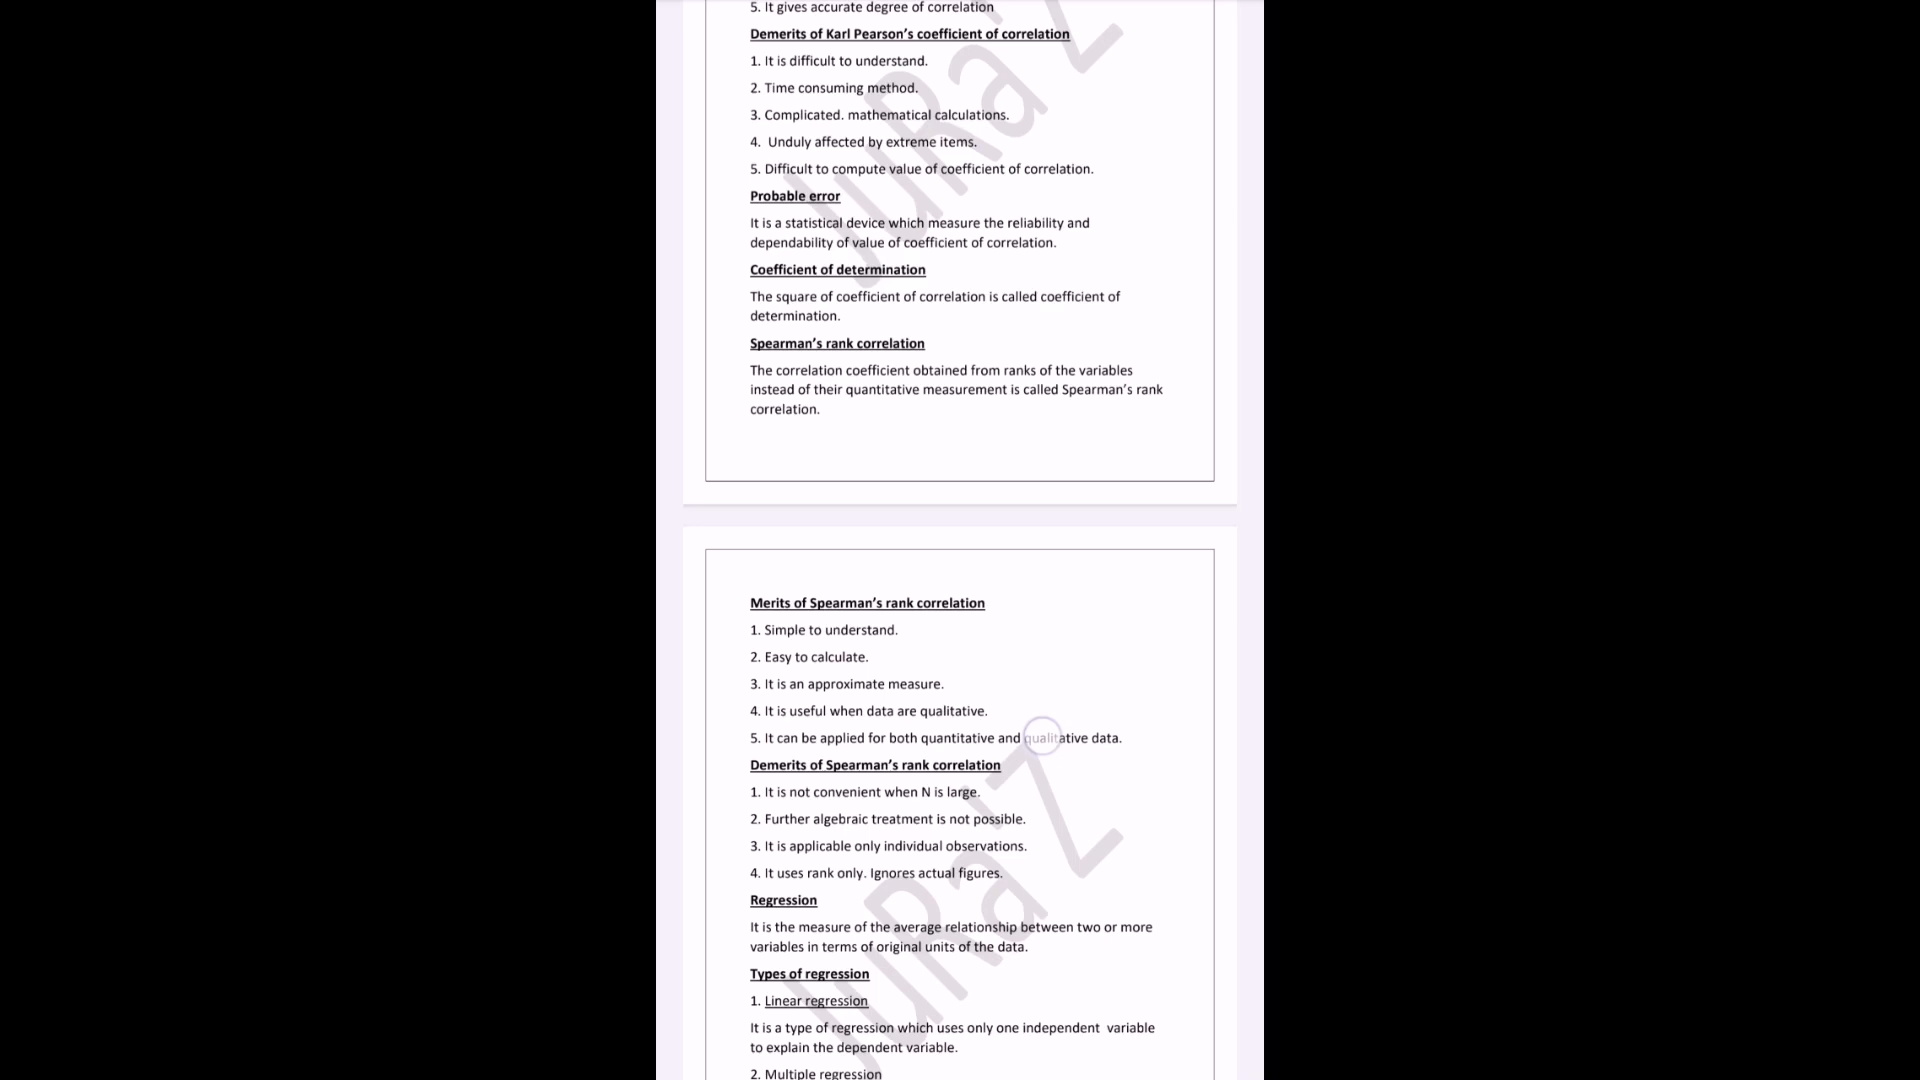 5. It gives accurate degree of correlation
Demerits of Karl Pearson's coefficient of correlation
1. It is difficult to understand.
2. Time consuming method.
3. Complicated. mathematical calculations.
4.  Unduly affected by extreme items.
5. Difficult to compute value of coefficient of correlation.
Probable error
It is a statistical device which measure the reliability and
dependability of value of coefficient of correlation.
Coefficient of determination
The square of coefficient of correlation is called coefficient of
determination.
Spearman's rank correlation
The correlation coefficient obtained from ranks of the variables
instead of their quantitative measurement is called Spearman's rank
correlation.
JuRa'Z
Merits of Spearman's rank correlation
1. Simple to understand.
2. Easy to calculate.
3. It is an approximate measure.
4. It is useful when data are qualitative.
5. It can be applied for both quantitative and qualitative data.
Demerits of Spearman's rank correlation
1. It is not convenient when N is large.
2. Further algebraic treatment is not possible.
3. It is applicable only individual observations.
4. It uses rank only. Ignores actual figures.
Regression
It is the measure of the average relationship between two or more
variables in terms of original units of the data.
Types of regression
1. Linear regression
It is a type of regression which uses only one independent  variable
to explain the dependent variable.
2. Multiple regression
JuRa'Z